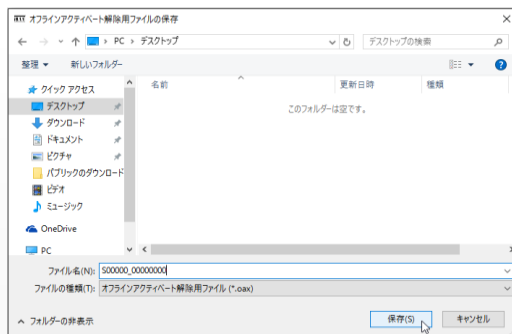 オフラインアクティベート解除用ファイルの保存
PC › デスクトップ
デスクトップの検索
整理 新しいフォルダー
名前 更新日時 種類
このフォルダーは空です。
クイック アクセス
デスクトップ
ダウンロード
ドキュメント
ピクチャ
パブリックのダウンロード
ビデオ
ミュージック
OneDrive
PC
ファイル名(N): S00000_00000000
ファイルの種類(T): オフラインアクティベート解除用ファイル (*.oax)
フォルダーの非表示 保存(S) キャンセル